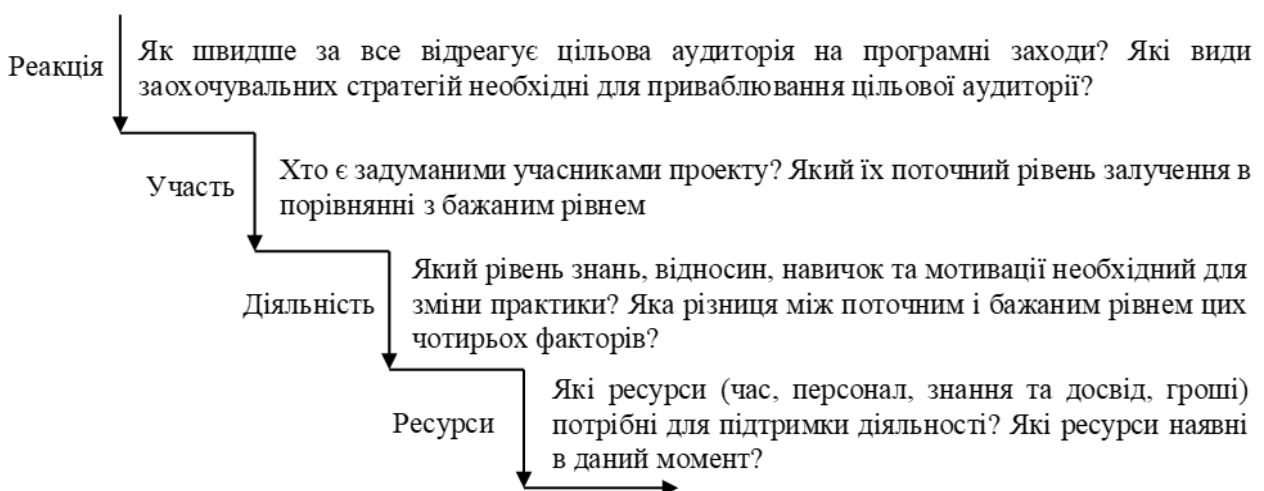 Реакція
Як швидше за все відреагує цільова аудиторія на програмні заходи? Які види
заохочувальних стратегій необхідні для приваблювання цільової аудиторії?
Участь
Хто є задуманими учасниками проекту? Який їх поточний рівень залучення в
порівнянні з бажаним рівнем
Діяльність
Який рівень знань, відносин, навичок та мотивації необхідний для
зміни практики? Яка різниця між поточним і бажаним рівнем цих
чотирьох факторів?
Ресурси
Які ресурси (час, персонал, знання та досвід, гроші)
потрібні для підтримки діяльності? Які ресурси наявні
в даний момент?